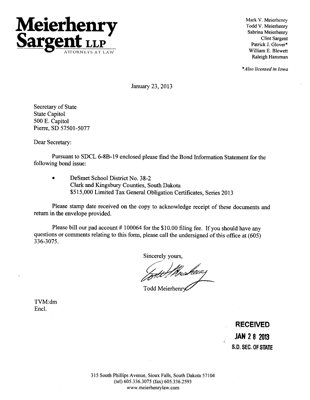 Meierhenry
Sargent LLP
ATTORNEYS AT LAW
Mark V. Meierhenry
Todd V. Meierhenry
Sabrina Meierhenry
Clint Sargent
Patrick J. Glover*
William E. Blewett
Raleigh Hansman
*Also licensed in Iowa
January 23, 2013
Secretary of State
State Capitol
500 E. Capitol
Pierre, SD 57501-5077
Dear Secretary:
Pursuant to SDCL 6-8B-19 enclosed please find the Bond Information Statement for the
following bond issue:
• DeSmet School District No. 38-2
Clark and Kingsbury Counties, South Dakota
$515,000 Limited Tax General Obligation Certificates, Series 2013
Please stamp date received on the copy to acknowledge receipt of these documents and
return in the envelope provided.
Please bill our pad account # 100064 for the $10.00 filing fee. If you should have any
questions or comments relating to this form, please call the undersigned of this office at (605)
336-3075.
Sincerely yours,
Todd Meierhenry
TVM:dm
Encl.
RECEIVED
JAN 28 2013
S.D. SEC. OF STATE
315 South Phillips Avenue, Sioux Falls, South Dakota 57104
(tel) 605.336.3075 (fax) 605.336.2593
www.meierhenrylaw.com